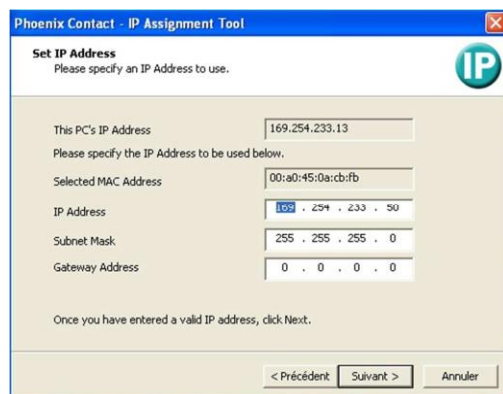 Phoenix Contact - IP Assignment Tool
Set IP Address
Please specify an IP Address to use.
IP
This PC's IP Address 169.254.233.13
Please specify the IP Address to be used below.
Selected MAC Address 00:a0:45:0a:cb:fb
IP Address 169 . 254 . 233 . 50
Subnet Mask 255 . 255 . 255 . 0
Gateway Address 0 . 0 . 0 . 0
Once you have entered a valid IP address, click Next.
< Précédent Suivant > Annuler